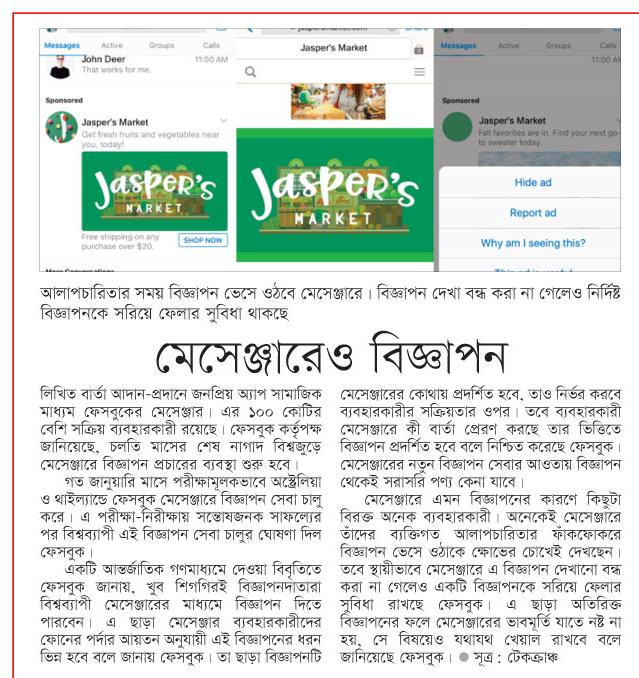 Messages Active Groups Calls
John Deer 11:00 AM
That works for me.
Sponsored
Jasper's Market
Get fresh fruits and vegetables near
you, today!
JASPER'S
MARKET
Free shipping on any
purchase over $20.
SHOP NOW
Jasper's Market
JASPER'S
MARKET
Messages Active Groups Calls
11:00 AM
Sponsored
Jasper's Market
Fall favorites are in. Find your next go-
to sweater today.
Hide ad
Report ad
Why am I seeing this?
আলাপচারিতার সময় বিজ্ঞাপন ভেসে ওঠবে মেসেঞ্জারে। বিজ্ঞাপন দেখা বন্ধ করা না গেলেও নির্দিষ্ট
বিজ্ঞাপনকে সরিয়ে ফেলার সুবিধা থাকছে
মেসেঞ্জারেও বিজ্ঞাপন
লিখিত বার্তা আদান-প্রদানে জনপ্রিয় অ্যাপ সামাজিক
মাধ্যম ফেসবুকের মেসেঞ্জার। এর ১০০ কোটির
বেশি সক্রিয় ব্যবহারকারী রয়েছে। ফেসবুক কর্তৃপক্ষ
জানিয়েছে, চলতি মাসের শেষ নাগাদ বিশ্বজুড়ে
মেসেঞ্জারে বিজ্ঞাপন প্রচারের ব্যবস্থা শুরু হবে।
গত জানুয়ারি মাসে পরীক্ষামূলকভাবে অস্ট্রেলিয়া
ও থাইল্যান্ডে ফেসবুক মেসেঞ্জারে বিজ্ঞাপন সেবা চালু
করে। এ পরীক্ষা-নিরীক্ষায় সন্তোষজনক সাফল্যের
পর বিশ্বব্যাপী এই বিজ্ঞাপন সেবা চালুর ঘোষণা দিল
ফেসবুক।
একটি আন্তর্জাতিক গণমাধ্যমে দেওয়া বিবৃতিতে
ফেসবুক জানায়, খুব শিগগিরই বিজ্ঞাপনদাতারা
বিশ্বব্যাপী মেসেঞ্জারের মাধ্যমে বিজ্ঞাপন দিতে
পারবেন। এ ছাড়া মেসেঞ্জার ব্যবহারকারীদের
ফোনের পর্দার আয়তন অনুযায়ী এই বিজ্ঞাপনের ধরন
ভিন্ন হবে বলে জানায় ফেসবুক। তা ছাড়া বিজ্ঞাপনটি
মেসেঞ্জারের কোথায় প্রদর্শিত হবে, তাও নির্ভর করবে
ব্যবহারকারীর সক্রিয়তার ওপর। তবে ব্যবহারকারী
মেসেঞ্জারে কী বার্তা প্রেরণ করছে তার ভিত্তিতে
বিজ্ঞাপন প্রদর্শিত হবে বলে নিশ্চিত করেছে ফেসবুক।
মেসেঞ্জারের নতুন বিজ্ঞাপন সেবার আওতায় বিজ্ঞাপন
থেকেই সরাসরি পণ্য কেনা যাবে।
মেসেঞ্জারে এমন বিজ্ঞাপনের কারণে কিছুটা
বিরক্ত অনেক ব্যবহারকারী। অনেকেই মেসেঞ্জারে
তাঁদের ব্যক্তিগত আলাপচারিতার ফাঁকফোকরে
বিজ্ঞাপন ভেসে ওঠাকে ক্ষোভের চোখেই দেখছেন।
তবে স্থায়ীভাবে মেসেঞ্জারে এ বিজ্ঞাপন দেখানো বন্ধ
করা না গেলেও একটি বিজ্ঞাপনকে সরিয়ে ফেলার
সুবিধা রাখছে ফেসবুক। এ ছাড়া অতিরিক্ত
বিজ্ঞাপনের ফলে মেসেঞ্জারের ভাবমূর্তি যাতে নষ্ট না
হয়, সে বিষয়েও যথাযথ খেয়াল রাখবে বলে
জানিয়েছে ফেসবুক। ● সূত্র : টেকক্রাঞ্চ